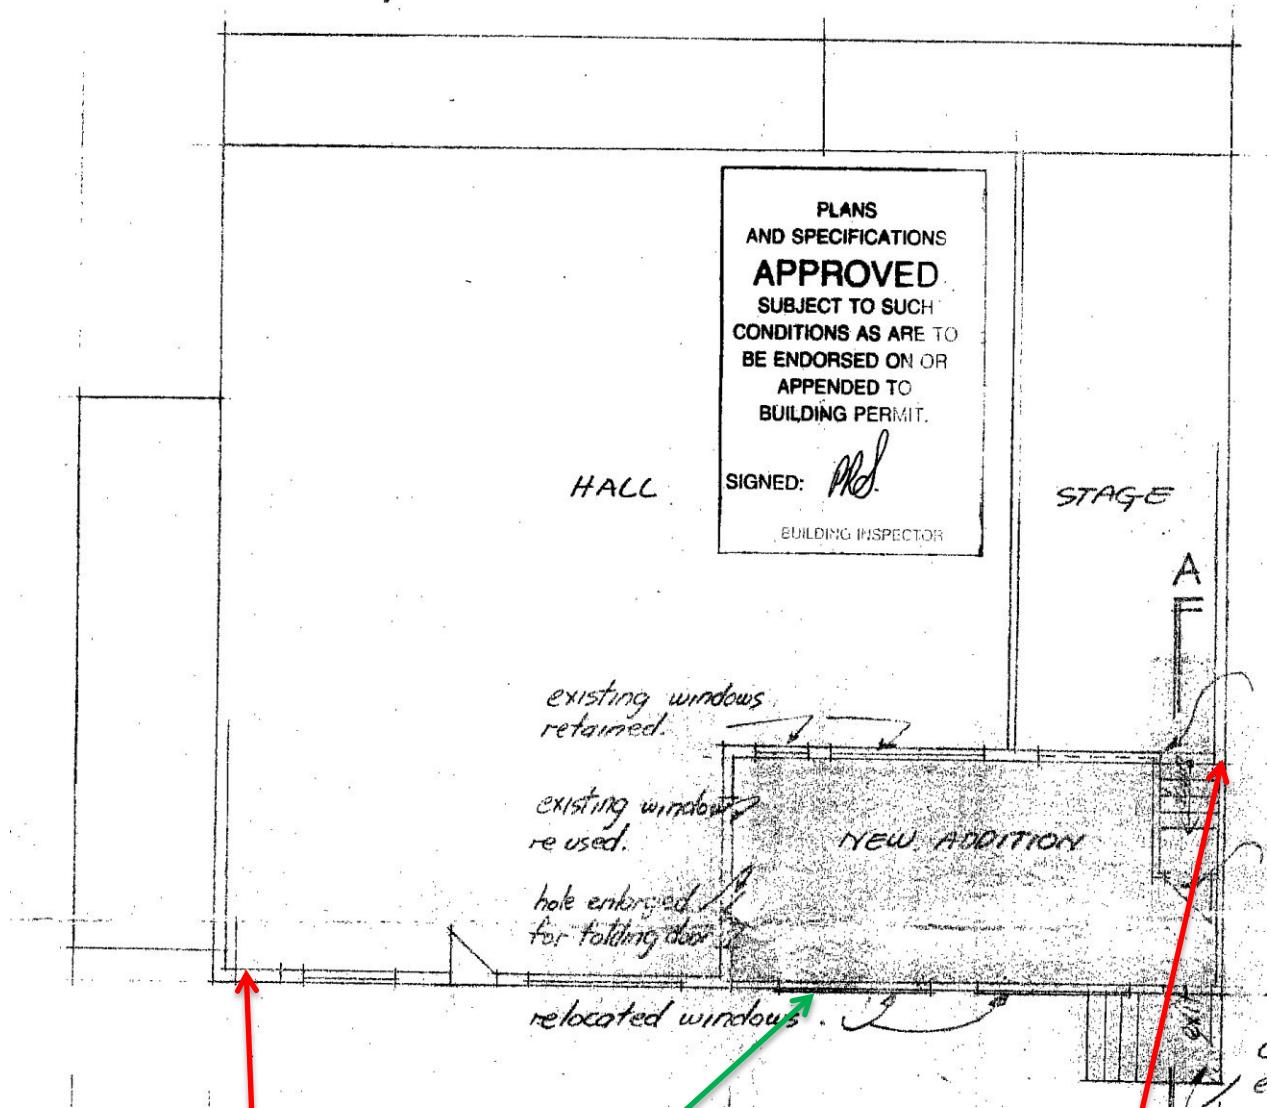 PLANS
AND SPECIFICATIONS
APPROVED
SUBJECT TO SUCH
CONDITIONS AS ARE TO
BE ENDORSED ON OR
APPENDED TO
BUILDING PERMIT.
SIGNED:
BUILDING INSPECTOR
HALL
STAGE
A
existing windows
retained.
existing window
re used.
NEW ADDITION
hole enlarged
for folding door
relocated windows.
exit